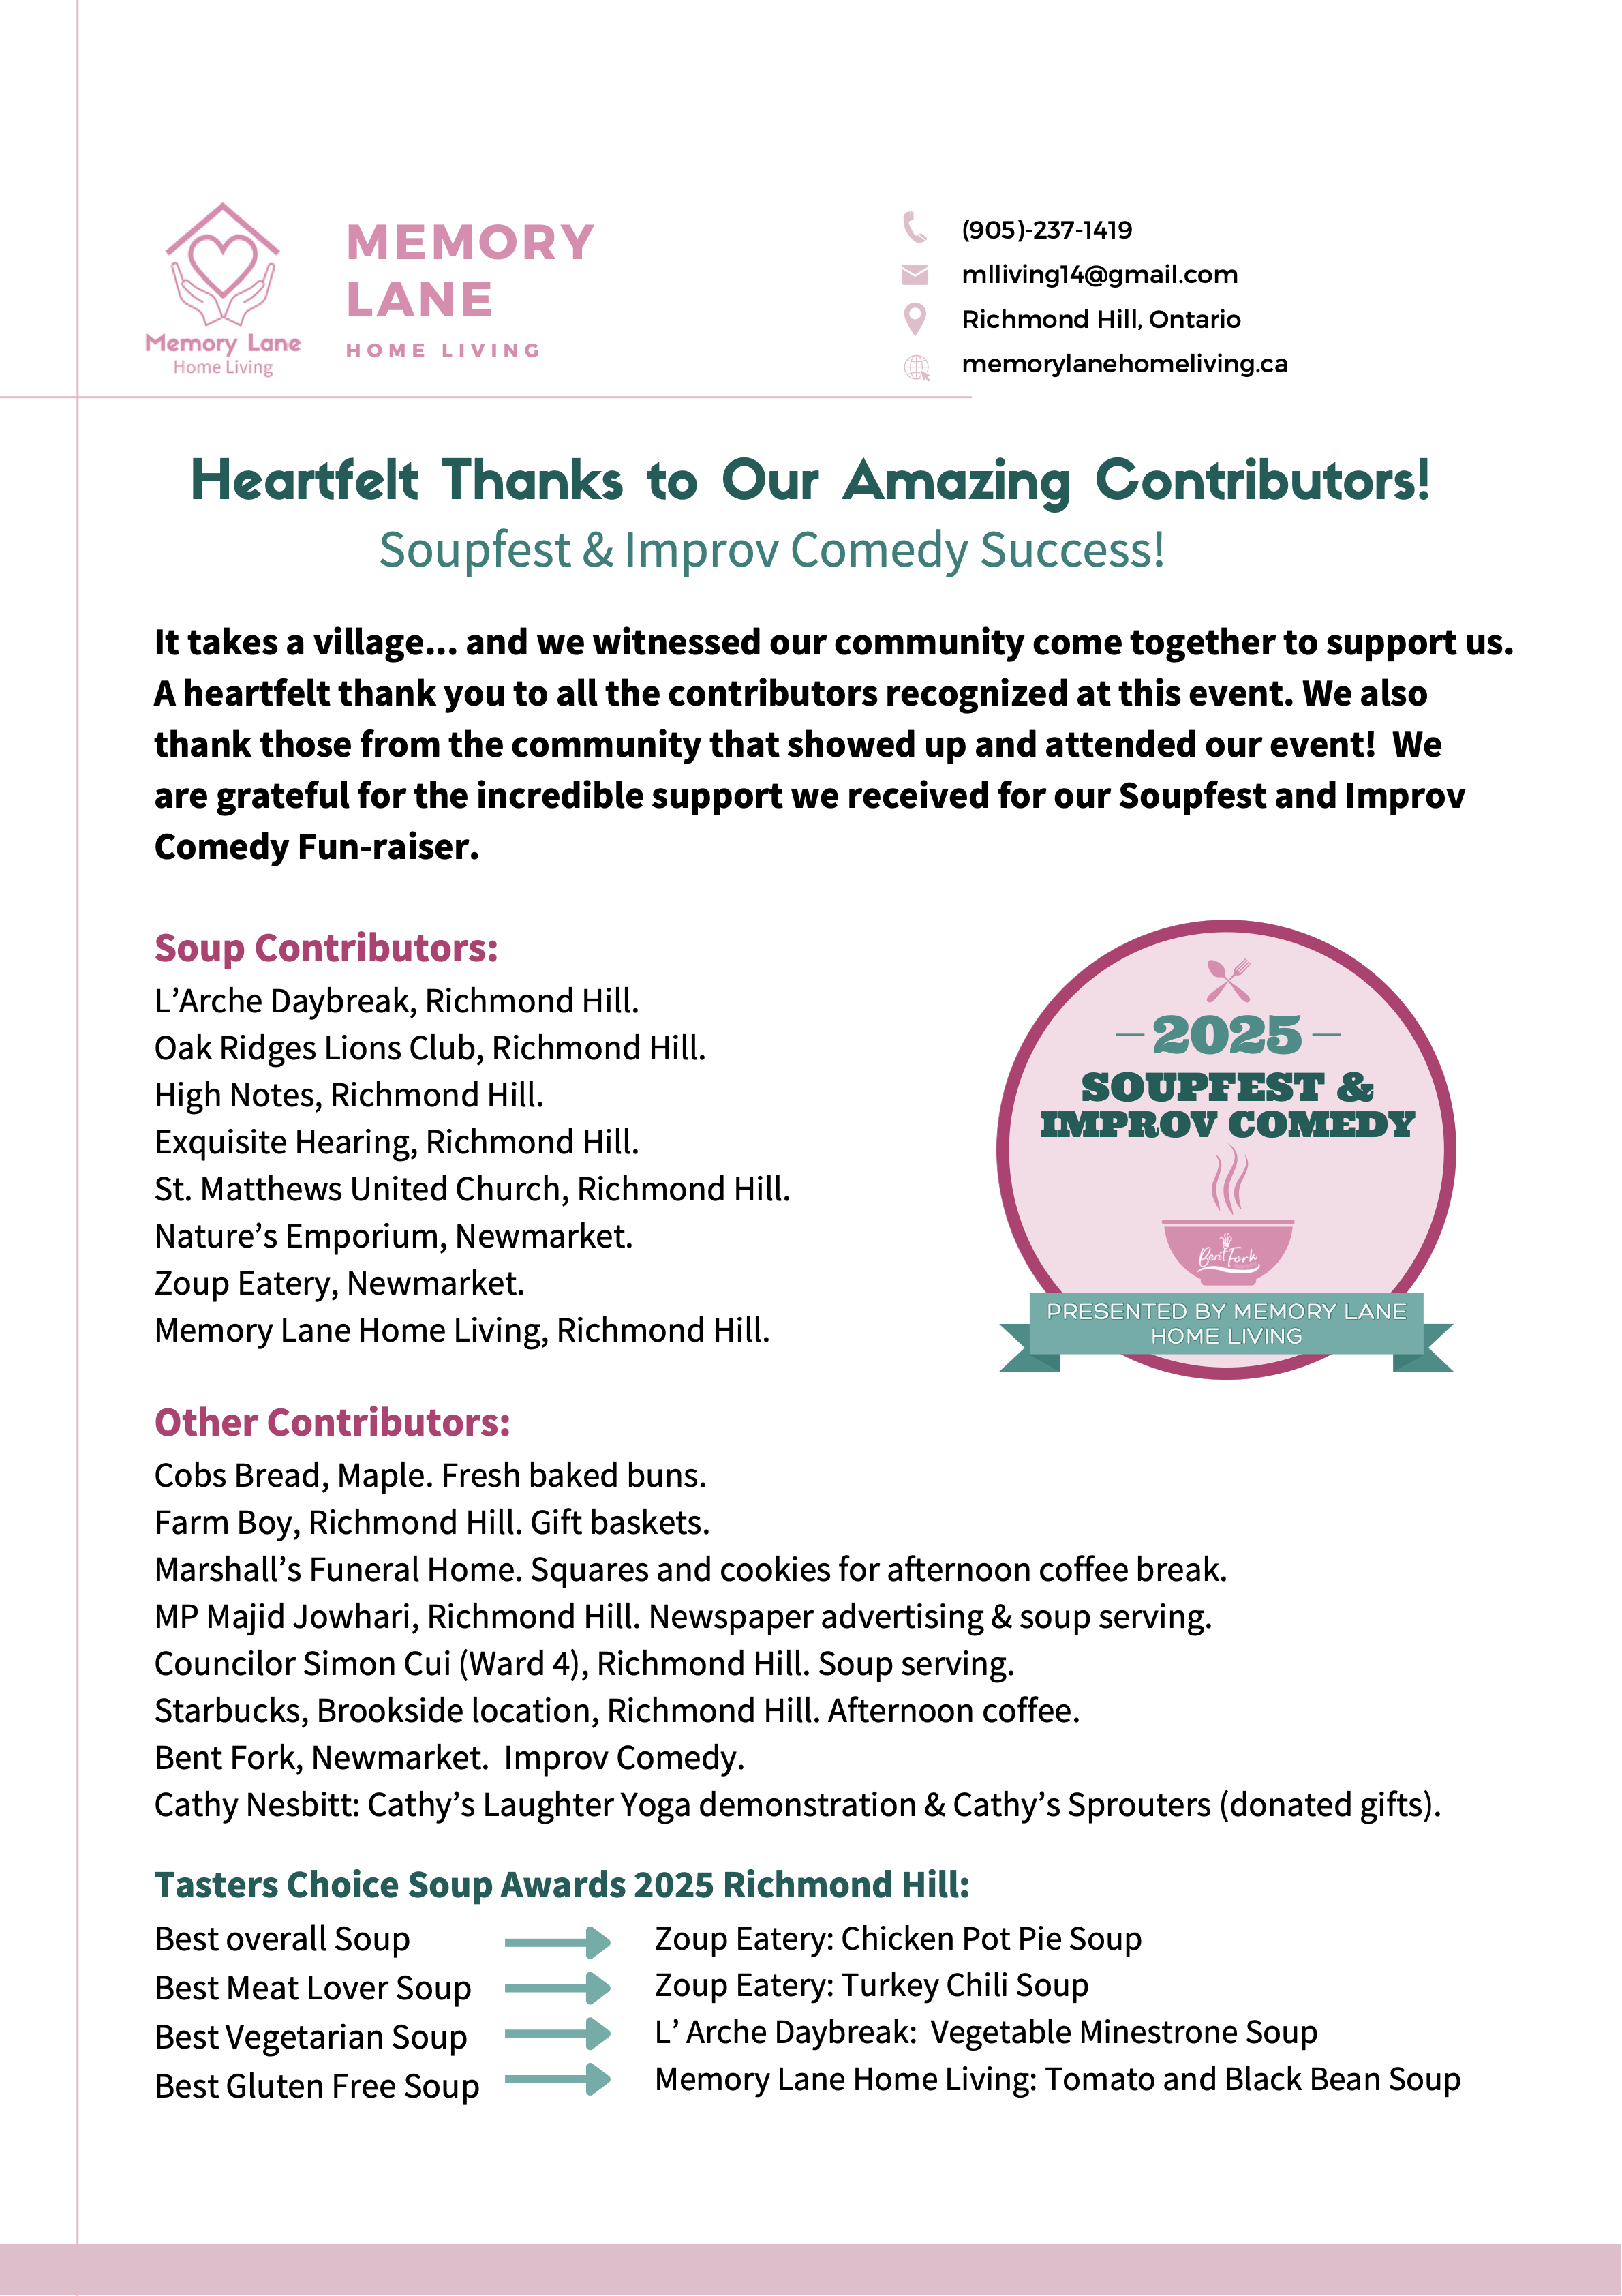 Memory Lane
Home Living
MEMORY
LANE
HOME LIVING
(905)-237-1419
mlliving14@gmail.com
Richmond Hill, Ontario
memorylanehomeliving.ca
Heartfelt Thanks to Our Amazing Contributors!
Soupfest & Improv Comedy Success!
It takes a village... and we witnessed our community come together to support us.
A heartfelt thank you to all the contributors recognized at this event. We also
thank those from the community that showed up and attended our event!  We
are grateful for the incredible support we received for our Soupfest and Improv
Comedy Fun-raiser.
Soup Contributors:
L’Arche Daybreak, Richmond Hill.
Oak Ridges Lions Club, Richmond Hill.
High Notes, Richmond Hill.
Exquisite Hearing, Richmond Hill.
St. Matthews United Church, Richmond Hill.
Nature’s Emporium, Newmarket.
Zoup Eatery, Newmarket.
Memory Lane Home Living, Richmond Hill.
2025
SOUPFEST &
IMPROV COMEDY
Bent Fork
PRESENTED BY MEMORY LANE
HOME LIVING
Other Contributors:
Cobs Bread, Maple. Fresh baked buns.
Farm Boy, Richmond Hill. Gift baskets.
Marshall’s Funeral Home. Squares and cookies for afternoon coffee break.
MP Majid Jowhari, Richmond Hill. Newspaper advertising & soup serving.
Councilor Simon Cui (Ward 4), Richmond Hill. Soup serving.
Starbucks, Brookside location, Richmond Hill. Afternoon coffee.
Bent Fork, Newmarket.  Improv Comedy.
Cathy Nesbitt: Cathy’s Laughter Yoga demonstration & Cathy’s Sprouters (donated gifts).
Tasters Choice Soup Awards 2025 Richmond Hill:
Best overall Soup Zoup Eatery: Chicken Pot Pie Soup
Best Meat Lover Soup Zoup Eatery: Turkey Chili Soup
Best Vegetarian Soup L’ Arche Daybreak:  Vegetable Minestrone Soup
Best Gluten Free Soup Memory Lane Home Living: Tomato and Black Bean Soup